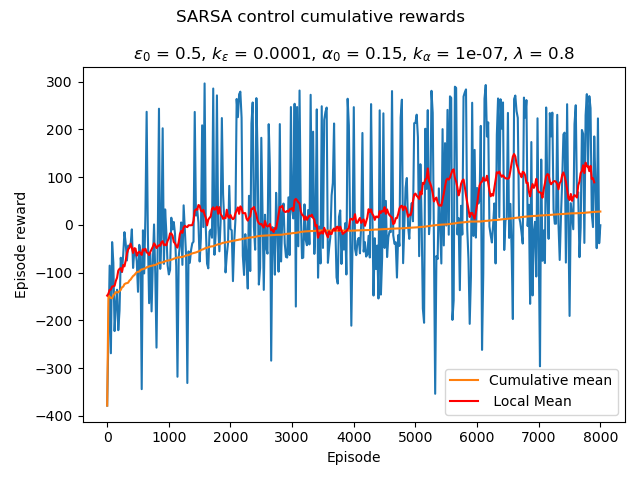 SARSA control cumulative rewards
ε₀ = 0.5, kε = 0.0001, α₀ = 0.15, kα = 1e-07, λ = 0.8
Episode reward
300
200
100
0
−100
−200
−300
−400
0
1000
2000
3000
4000
5000
6000
7000
8000
Episode
Cumulative mean
Local Mean